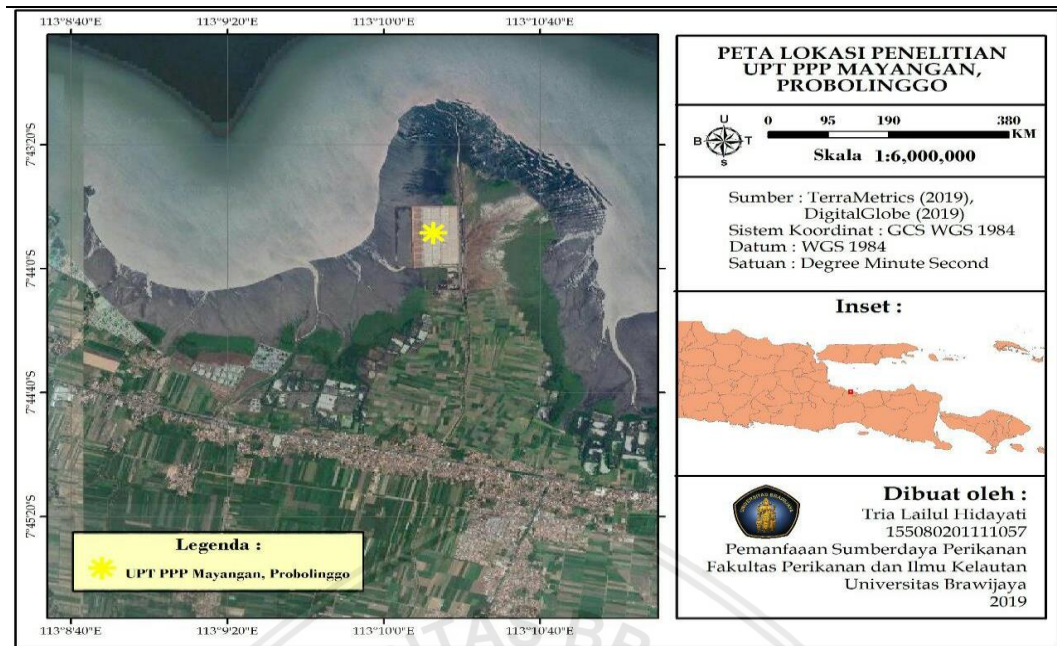 113°8'40"E 113°9'20"E 113°10'0"E 113°10'40"E
7°43'20"S
7°44'0"S
7°44'40"S
7°45'20"S
Legenda :
UPT PPP Mayangan, Probolinggo
113°8'40"E 113°9'20"E 113°10'0"E 113°10'40"E
PETA LOKASI PENELITIAN
UPT PPP MAYANGAN,
PROBOLINGGO
U
B T
S
0 95 190 380
KM
Skala 1:6,000,000
Sumber : TerraMetrics (2019),
DigitalGlobe (2019)
Sistem Koordinat : GCS WGS 1984
Datum : WGS 1984
Satuan : Degree Minute Second
Inset :
UNIVERSITAS BRAWIJAYA
Dibuat oleh :
Tria Lailul Hidayati
155080201111057
Pemanfaaan Sumberdaya Perikanan
Fakultas Perikanan dan Ilmu Kelautan
Universitas Brawijaya
2019